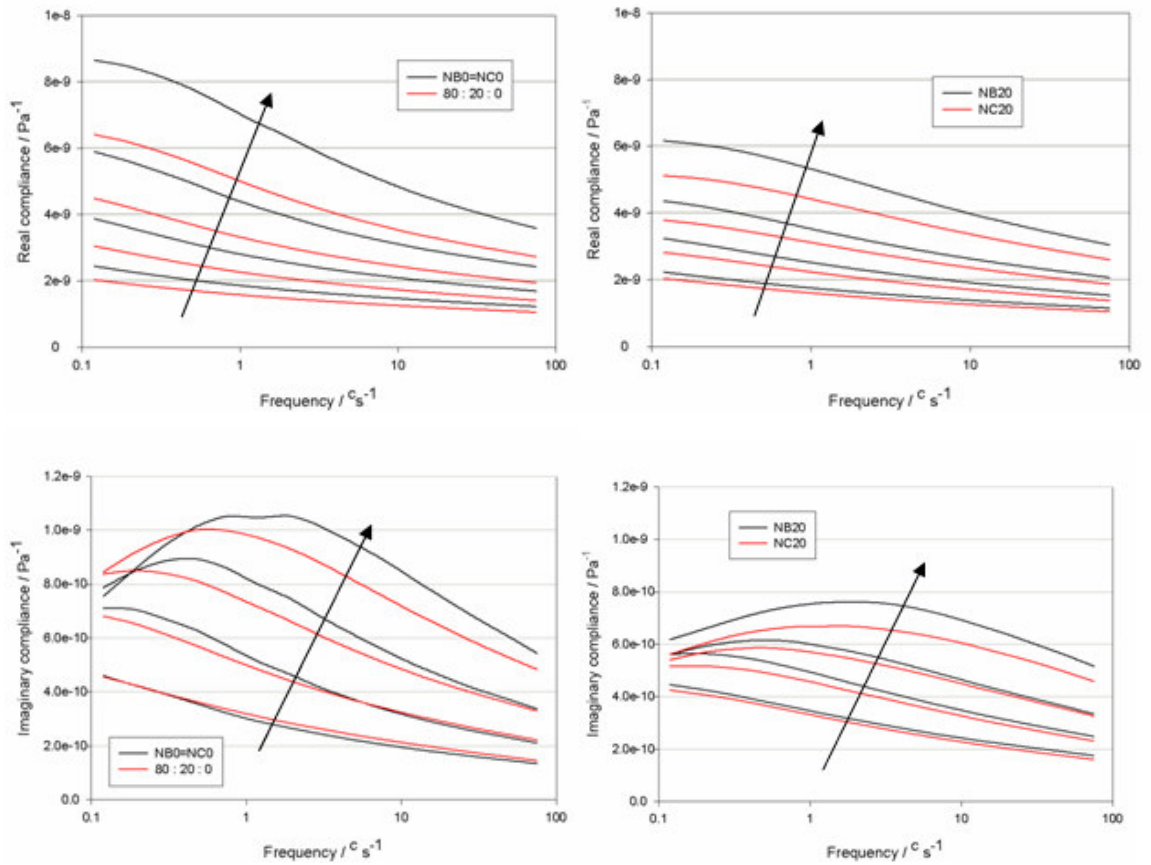 1e-8
8e-9
6e-9
4e-9
2e-9
0
Real compliance / Pa⁻¹
NB0=NC0
80 : 20 : 0
0.1
1
10
100
Frequency / ᶜs⁻¹
1e-8
8e-9
6e-9
4e-9
2e-9
0
Real compliance / Pa⁻¹
NB20
NC20
0.1
1
10
100
Frequency / ᶜ s⁻¹
1.2e-9
1.0e-9
8.0e-10
6.0e-10
4.0e-10
2.0e-10
0.0
Imaginary compliance / Pa⁻¹
NB0=NC0
80 : 20 : 0
0.1
1
10
100
Frequency / ᶜ s⁻¹
1.2e-9
1.0e-9
8.0e-10
6.0e-10
4.0e-10
2.0e-10
0.0
Imaginary compliance / Pa⁻¹
NB20
NC20
0.1
1
10
100
Frequency / ᶜ s⁻¹